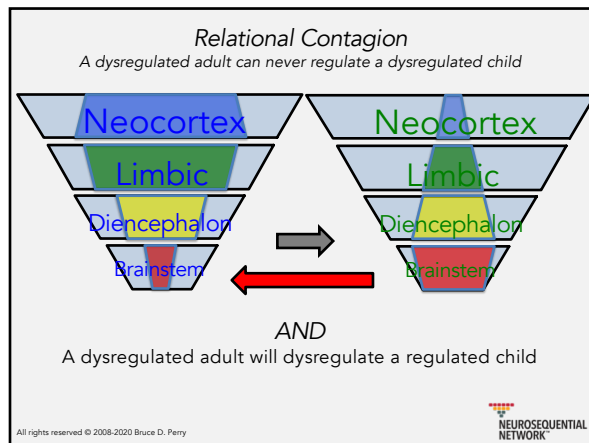 Relational Contagion
A dysregulated adult can never regulate a dysregulated child
Neocortex
Limbic
Diencephalon
Brainstem
Neocortex
Limbic
Diencephalon
Brainstem
AND
A dysregulated adult will dysregulate a regulated child
All rights reserved © 2008-2020 Bruce D. Perry
NEUROSEQUENTIAL
NETWORK™